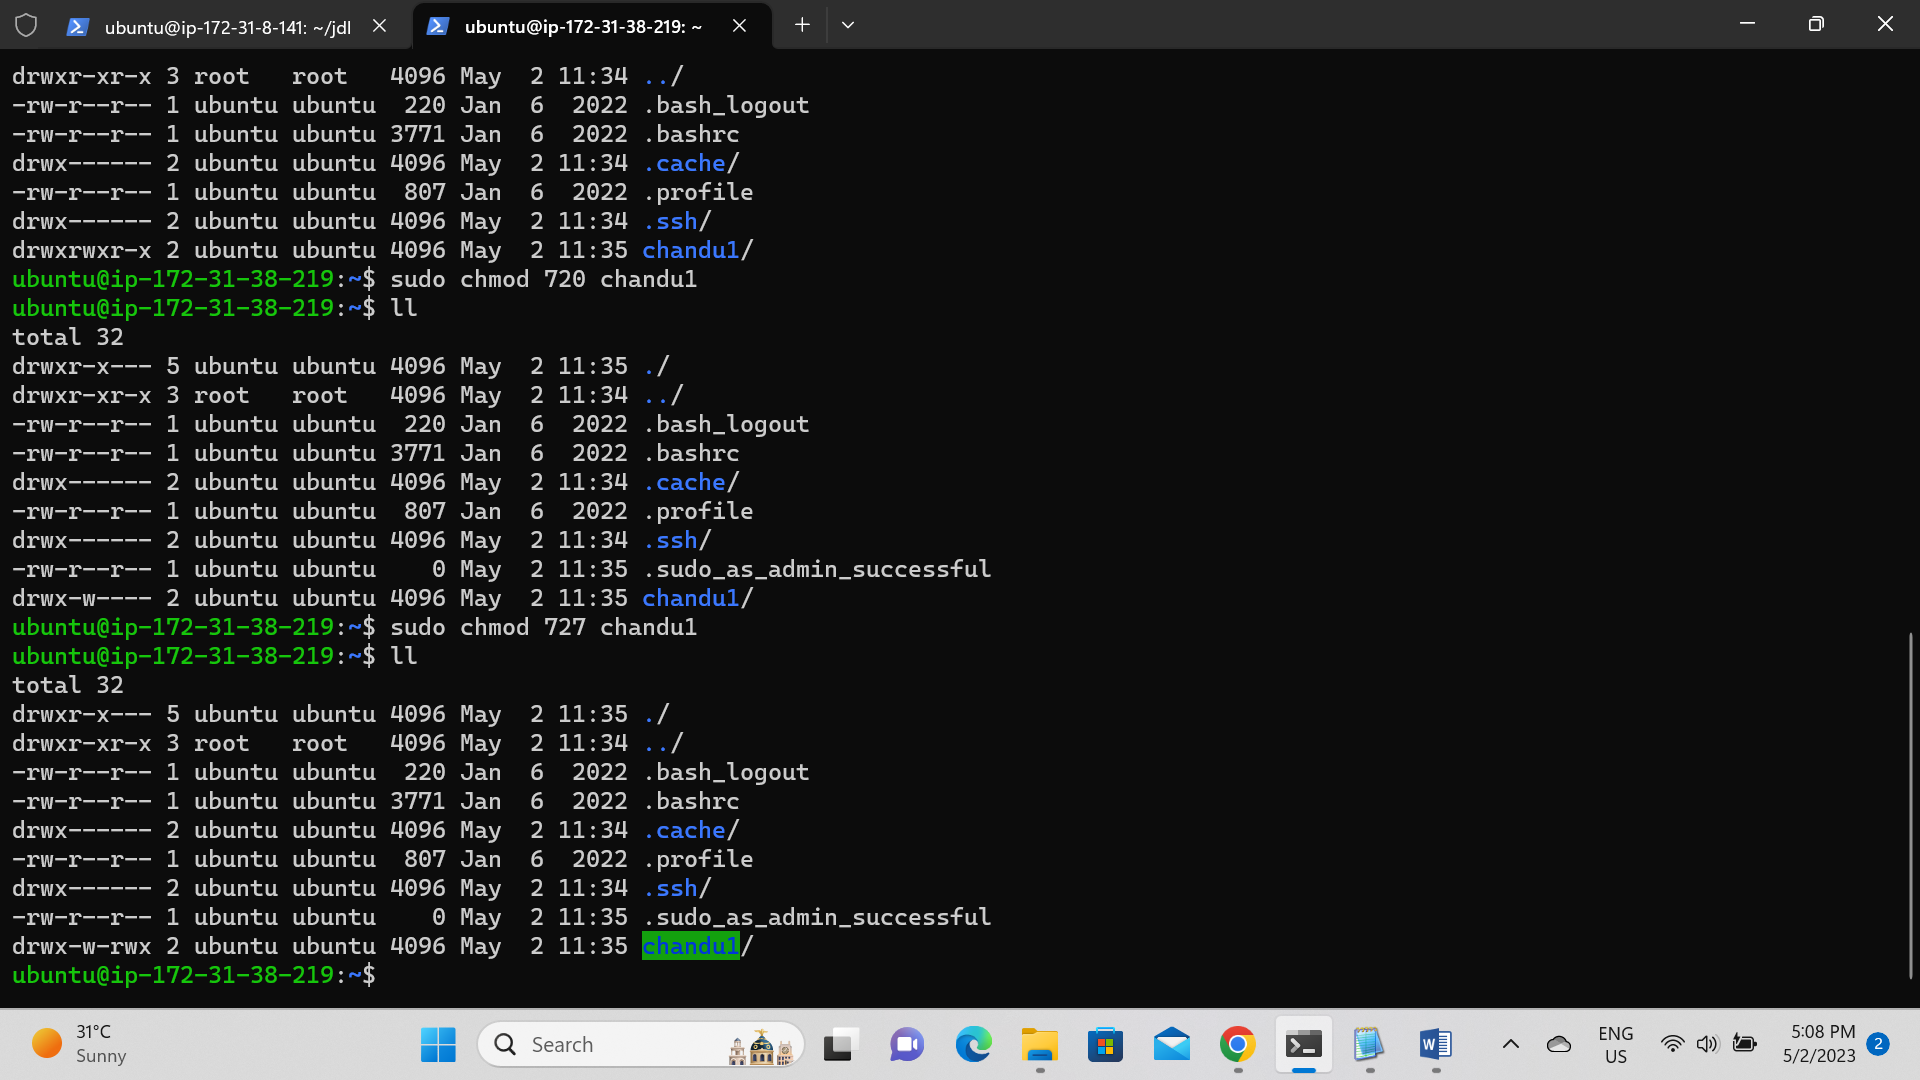 ubuntu@ip-172-31-8-141: ~/jdl
ubuntu@ip-172-31-38-219: ~
drwxr-xr-x 3 root   root   4096 May  2 11:34 ../
-rw-r--r-- 1 ubuntu ubuntu  220 Jan  6  2022 .bash_logout
-rw-r--r-- 1 ubuntu ubuntu 3771 Jan  6  2022 .bashrc
drwx------ 2 ubuntu ubuntu 4096 May  2 11:34 .cache/
-rw-r--r-- 1 ubuntu ubuntu  807 Jan  6  2022 .profile
drwx------ 2 ubuntu ubuntu 4096 May  2 11:34 .ssh/
drwxrwxr-x 2 ubuntu ubuntu 4096 May  2 11:35 chandu1/
ubuntu@ip-172-31-38-219:~$ sudo chmod 720 chandu1
ubuntu@ip-172-31-38-219:~$ ll
total 32
drwxr-x--- 5 ubuntu ubuntu 4096 May  2 11:35 ./
drwxr-xr-x 3 root   root   4096 May  2 11:34 ../
-rw-r--r-- 1 ubuntu ubuntu  220 Jan  6  2022 .bash_logout
-rw-r--r-- 1 ubuntu ubuntu 3771 Jan  6  2022 .bashrc
drwx------ 2 ubuntu ubuntu 4096 May  2 11:34 .cache/
-rw-r--r-- 1 ubuntu ubuntu  807 Jan  6  2022 .profile
drwx------ 2 ubuntu ubuntu 4096 May  2 11:34 .ssh/
-rw-r--r-- 1 ubuntu ubuntu    0 May  2 11:35 .sudo_as_admin_successful
drwx-w---- 2 ubuntu ubuntu 4096 May  2 11:35 chandu1/
ubuntu@ip-172-31-38-219:~$ sudo chmod 727 chandu1
ubuntu@ip-172-31-38-219:~$ ll
total 32
drwxr-x--- 5 ubuntu ubuntu 4096 May  2 11:35 ./
drwxr-xr-x 3 root   root   4096 May  2 11:34 ../
-rw-r--r-- 1 ubuntu ubuntu  220 Jan  6  2022 .bash_logout
-rw-r--r-- 1 ubuntu ubuntu 3771 Jan  6  2022 .bashrc
drwx------ 2 ubuntu ubuntu 4096 May  2 11:34 .cache/
-rw-r--r-- 1 ubuntu ubuntu  807 Jan  6  2022 .profile
drwx------ 2 ubuntu ubuntu 4096 May  2 11:34 .ssh/
-rw-r--r-- 1 ubuntu ubuntu    0 May  2 11:35 .sudo_as_admin_successful
drwx-w-rwx 2 ubuntu ubuntu 4096 May  2 11:35 chandu1/
ubuntu@ip-172-31-38-219:~$
31°C
Sunny
Search
W
ENG
US
5:08 PM
5/2/2023
2